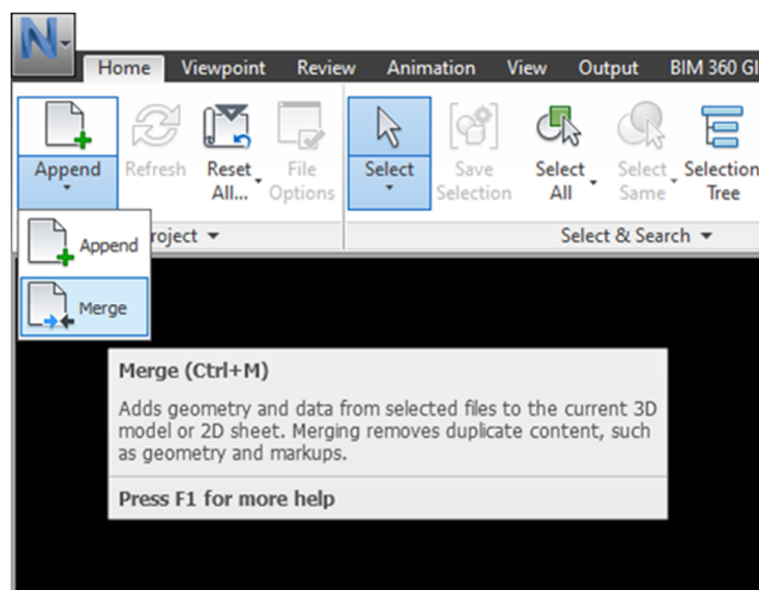 N
Home Viewpoint Review Animation View Output BIM 360 Gl
Append Refresh Reset All... File Options Select Save Selection Select All Select Same Selection Tree
Append
roject
Select & Search
Merge
Merge (Ctrl+M)
Adds geometry and data from selected files to the current 3D
model or 2D sheet. Merging removes duplicate content, such
as geometry and markups.
Press F1 for more help